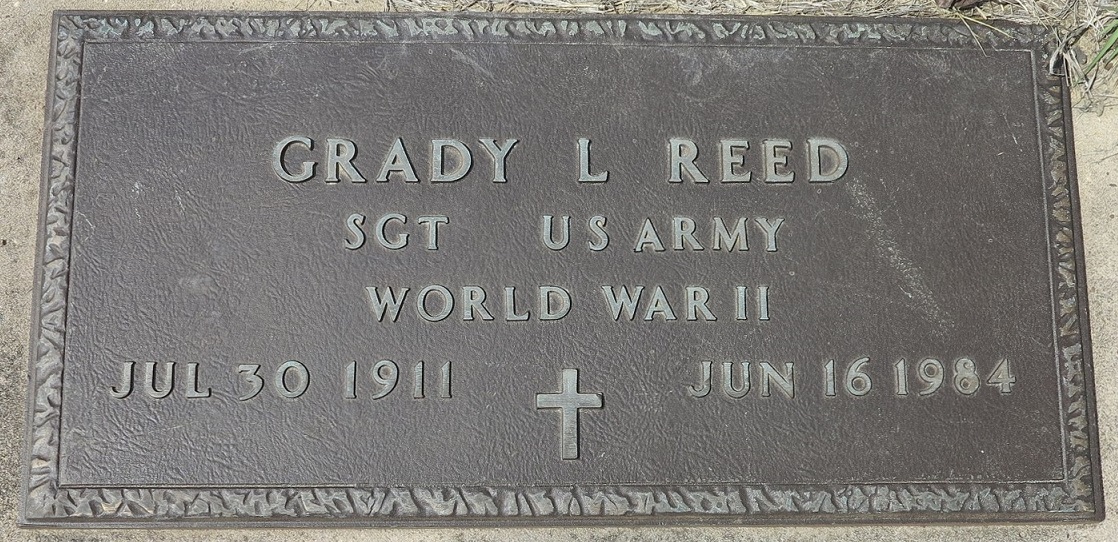 GRADY L REED
SGT US ARMY
WORLD WAR II
JUL 30 1911 JUN 16 1984